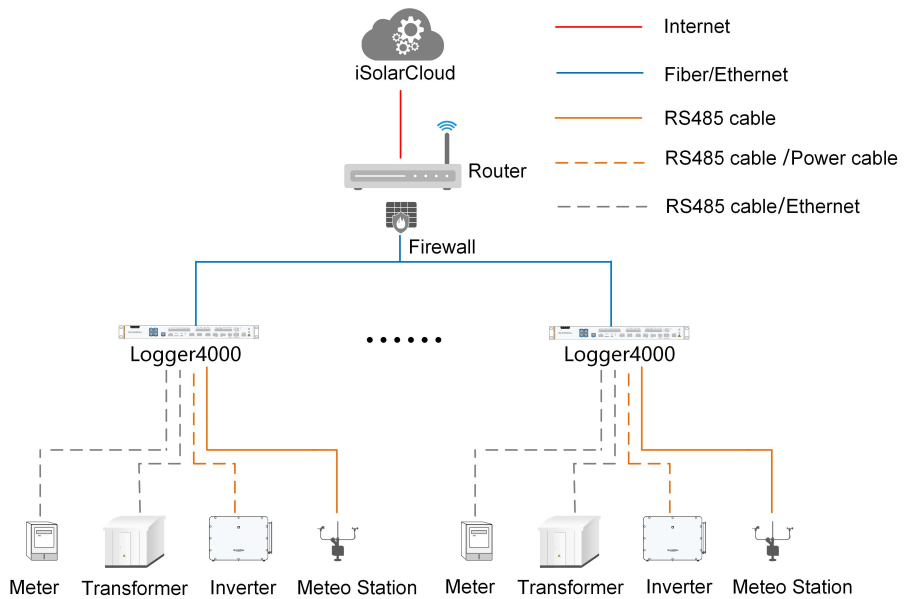 iSolarCloud
Internet
Fiber/Ethernet
RS485 cable
RS485 cable /Power cable
RS485 cable/Ethernet
Router
Firewall
Logger4000
......
Logger4000
Meter
Transformer
Inverter
Meteo Station
Meter
Transformer
Inverter
Meteo Station